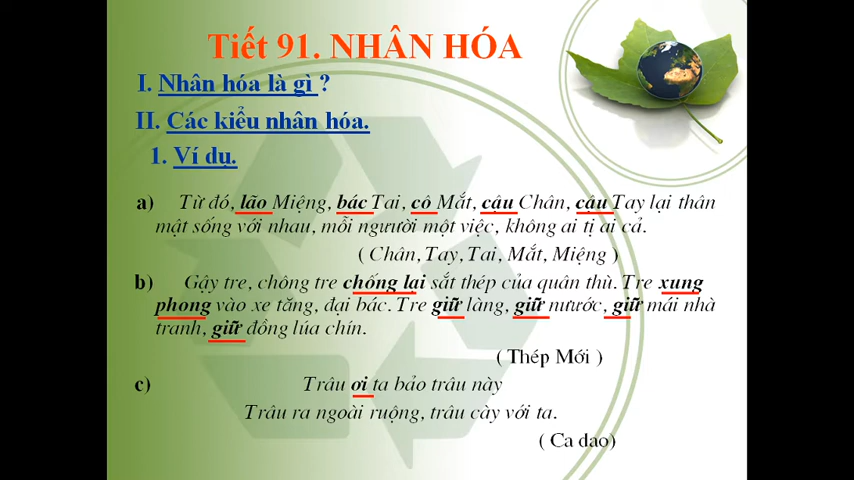 Tiết 91. NHÂN HÓA
I. Nhân hóa là gì ?
II. Các kiểu nhân hóa.
1. Ví dụ.
a) Từ đó, lão Miệng, bác Tai, cô Mắt, cậu Chân, cậu Tay lại thân
mật sống với nhau, mỗi ngưười một việc, không ai tị ai cả.
( Chân, Tay, Tai, Mắt, Miệng )
b) Gậy tre, chông tre chống lại sắt thép của quân thù. Tre xung
phong vào xe tăng, đại bác. Tre giữ làng, giữ nưước, giữ mái nhà
tranh, giữ đồng lúa chín.
( Thép Mới )
c) Trâu ơi ta bảo trâu này
Trâu ra ngoài ruộng, trâu cày với ta.
( Ca dao)